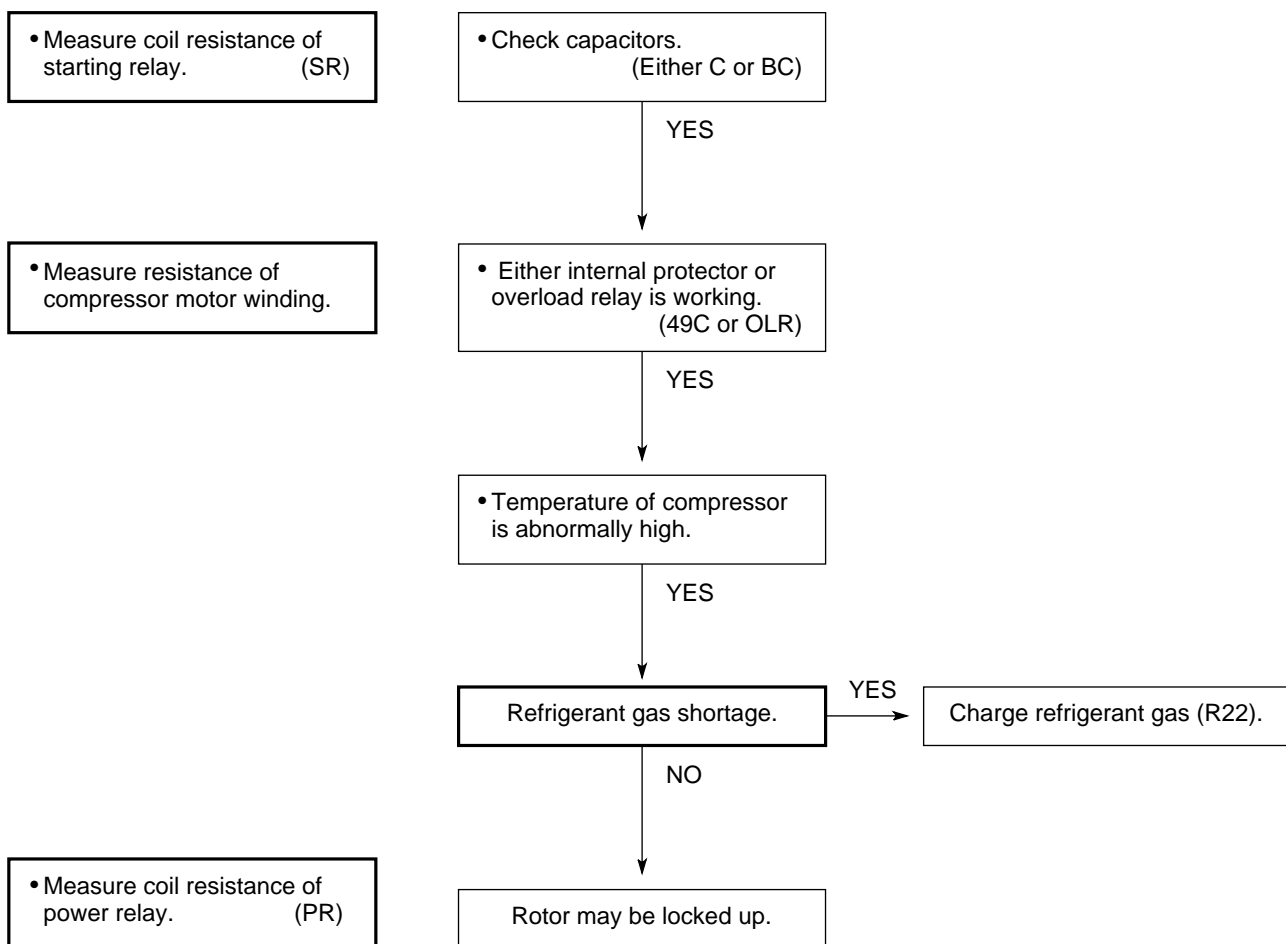 • Measure coil resistance of
starting relay. (SR)
• Check capacitors.
(Either C or BC)
YES
• Measure resistance of
compressor motor winding.
• Either internal protector or
overload relay is working.
(49C or OLR)
YES
• Temperature of compressor
is abnormally high.
YES
Refrigerant gas shortage.
YES
Charge refrigerant gas (R22).
NO
• Measure coil resistance of
power relay. (PR)
Rotor may be locked up.